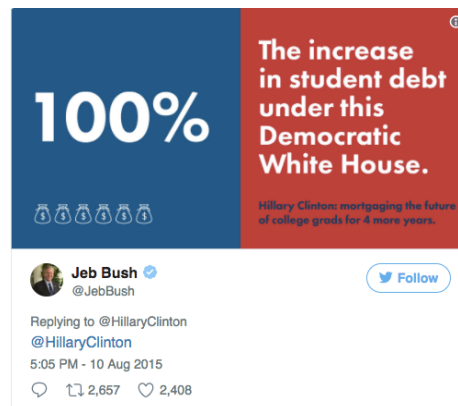 100%
The increase
in student debt
under this
Democratic
White House.
Hillary Clinton: mortgaging the future
of college grads for 4 more years.
Jeb Bush
@JebBush
Follow
Replying to @HillaryClinton
@HillaryClinton
5:05 PM - 10 Aug 2015
2,657 2,408